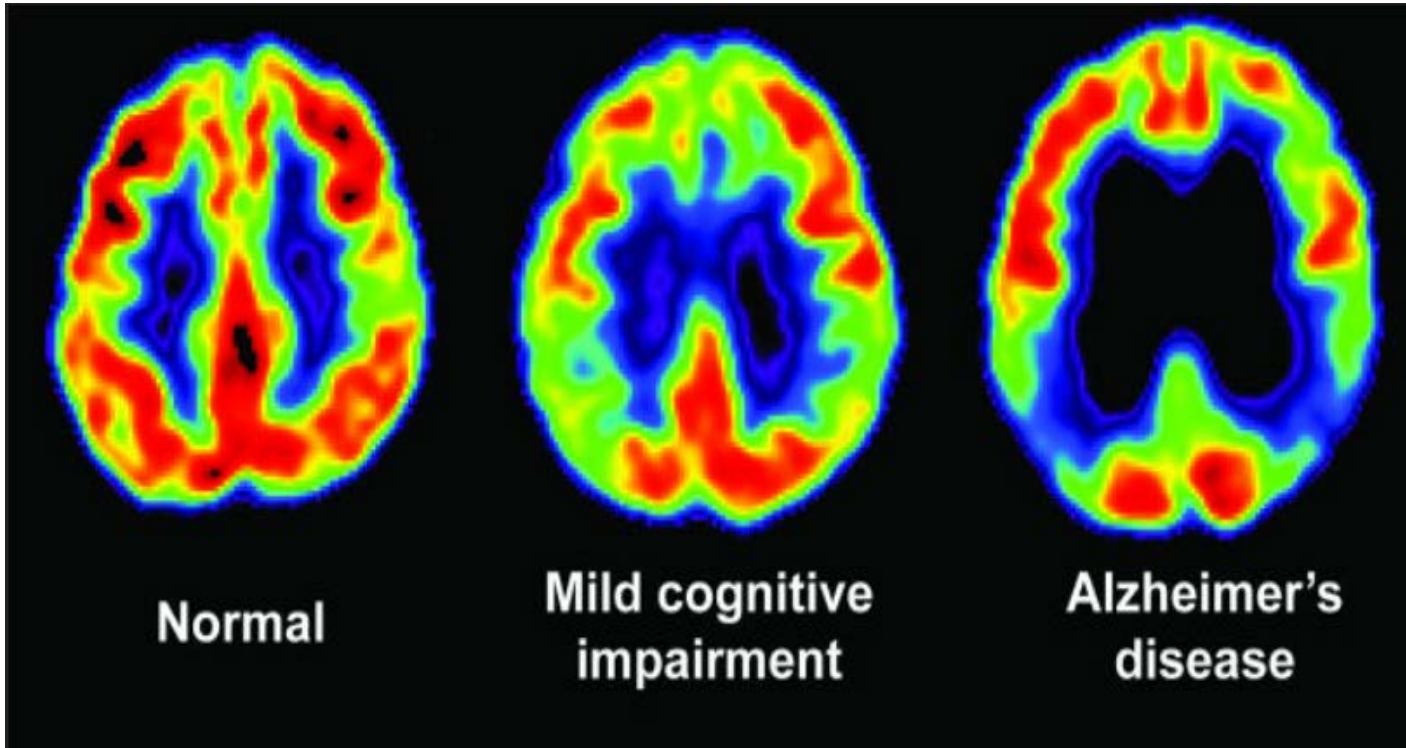 Normal
Mild cognitive
impairment
Alzheimer’s
disease